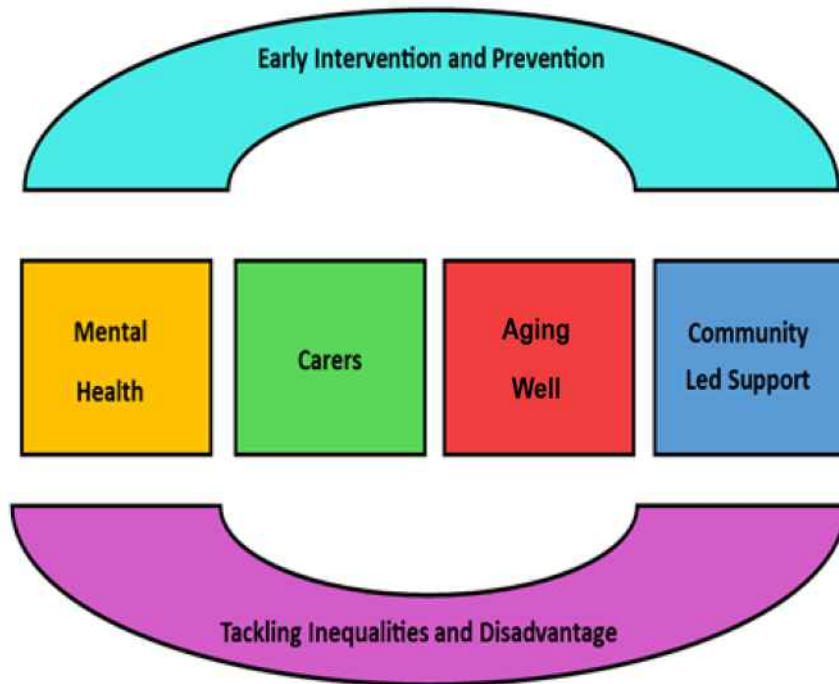 Early Intervention and Prevention
Mental
Health
Carers
Aging
Well
Community
Led Support
Tackling Inequalities and Disadvantage